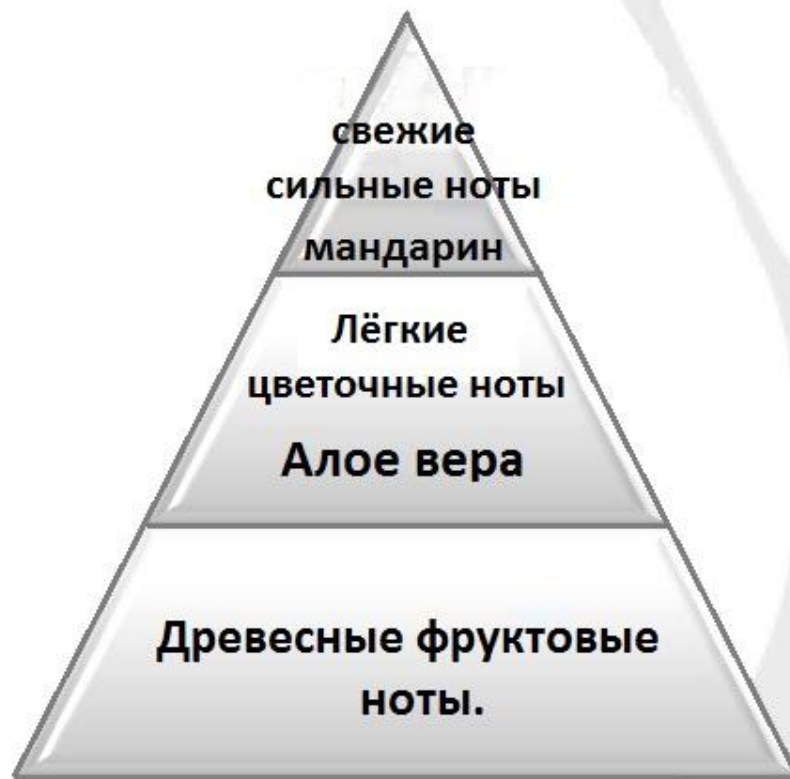 свежие
сильные ноты
мандарин
Лёгкие
цветочные ноты
Алое вера
Древесные фруктовые
ноты.